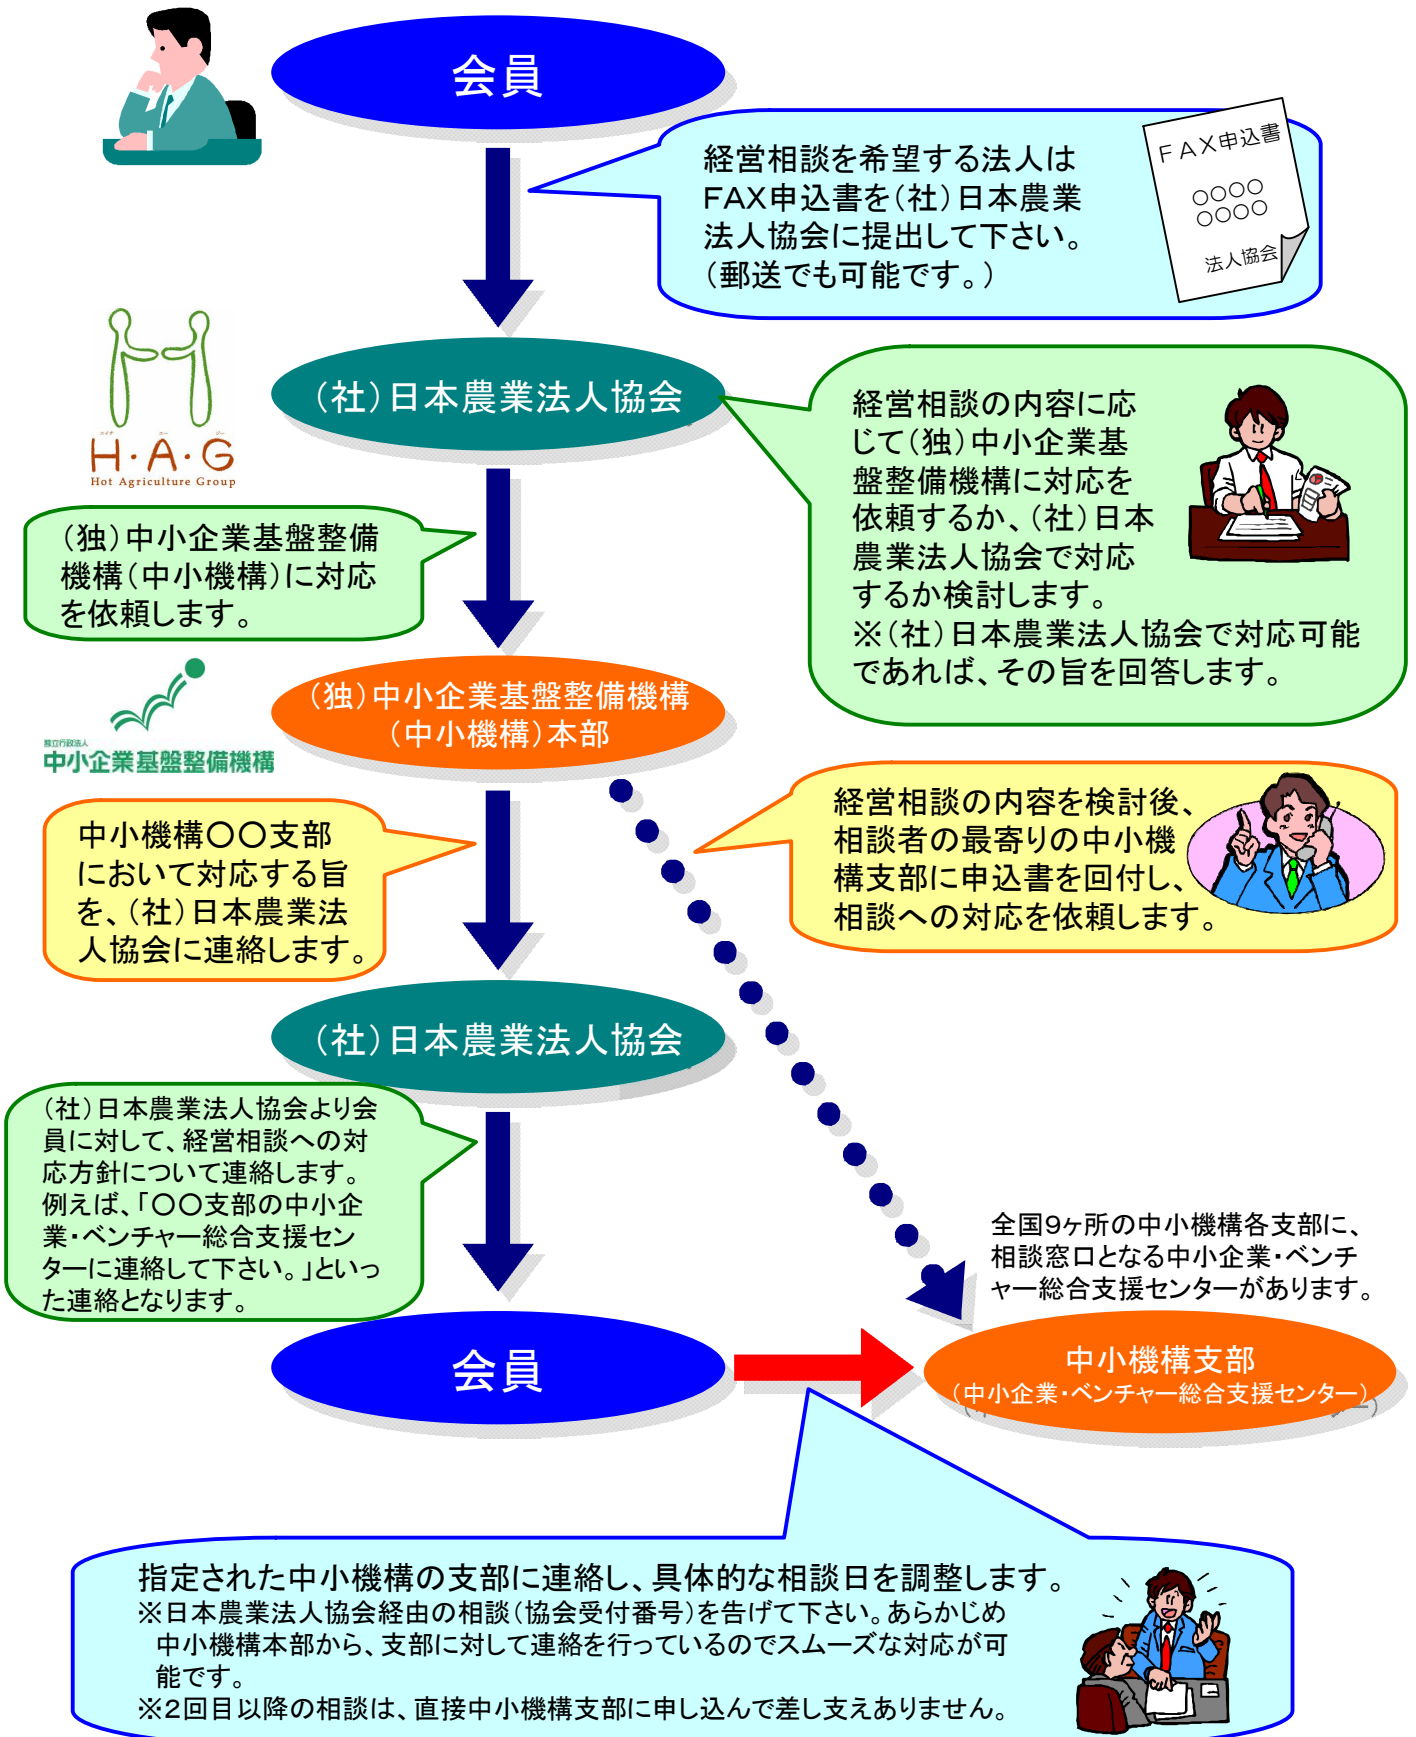 会員
経営相談を希望する法人は
FAX申込書を（社）日本農業
法人協会に提出して下さい。
（郵送でも可能です。）
ＦＡＸ申込書
○○○○
○○○○
法人協会
（社）日本農業法人協会
H・A・G
Hot Agriculture Group
経営相談の内容に応
じて（独）中小企業基
盤整備機構に対応を
依頼するか、（社）日本
農業法人協会で対応
するか検討します。
※（社）日本農業法人協会で対応可能
であれば、その旨を回答します。
（独）中小企業基盤整備
機構（中小機構）に対応
を依頼します。
（独）中小企業基盤整備機構
（中小機構）本部
独立行政法人
中小企業基盤整備機構
経営相談の内容を検討後、
相談者の最寄りの中小機
構支部に申込書を回付し、
相談への対応を依頼します。
中小機構〇〇支部
において対応する旨
を、（社）日本農業法
人協会に連絡します。
（社）日本農業法人協会
（社）日本農業法人協会より会
員に対して、経営相談への対
応方針について連絡します。
例えば、「〇〇支部の中小企
業・ベンチャー総合支援セン
ターに連絡して下さい。」といっ
た連絡となります。
全国９ヶ所の中小機構各支部に、
相談窓口となる中小企業・ベンチ
ャー総合支援センターがあります。
会員
中小機構支部
（中小企業・ベンチャー総合支援センター）
指定された中小機構の支部に連絡し、具体的な相談日を調整します。
※日本農業法人協会経由の相談（協会受付番号）を告げて下さい。あらかじめ
中小機構本部から、支部に対して連絡を行っているのでスムーズな対応が可
能です。
※２回目以降の相談は、直接中小機構支部に申し込んで差し支えありません。